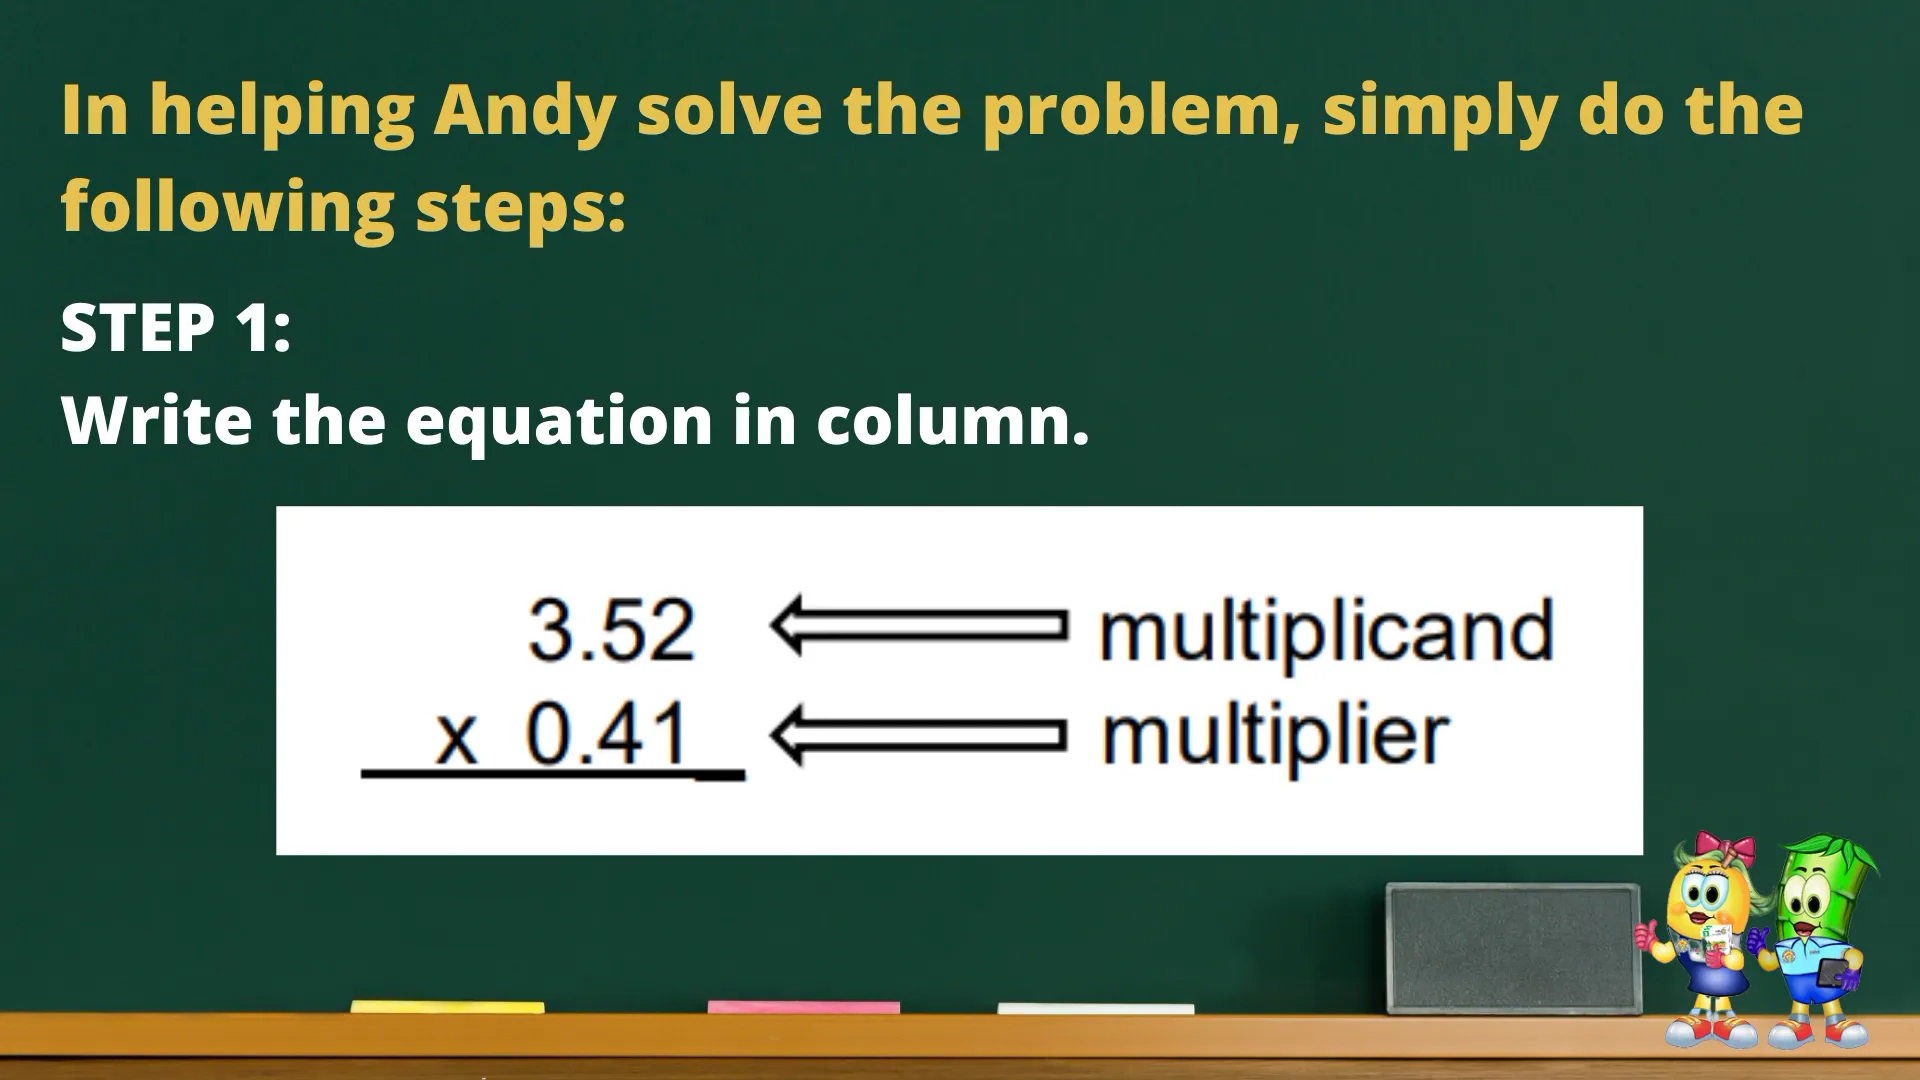 In helping Andy solve the problem, simply do the
following steps:
STEP 1:
Write the equation in column.
3.52 multiplicand
x 0.41_ multiplier